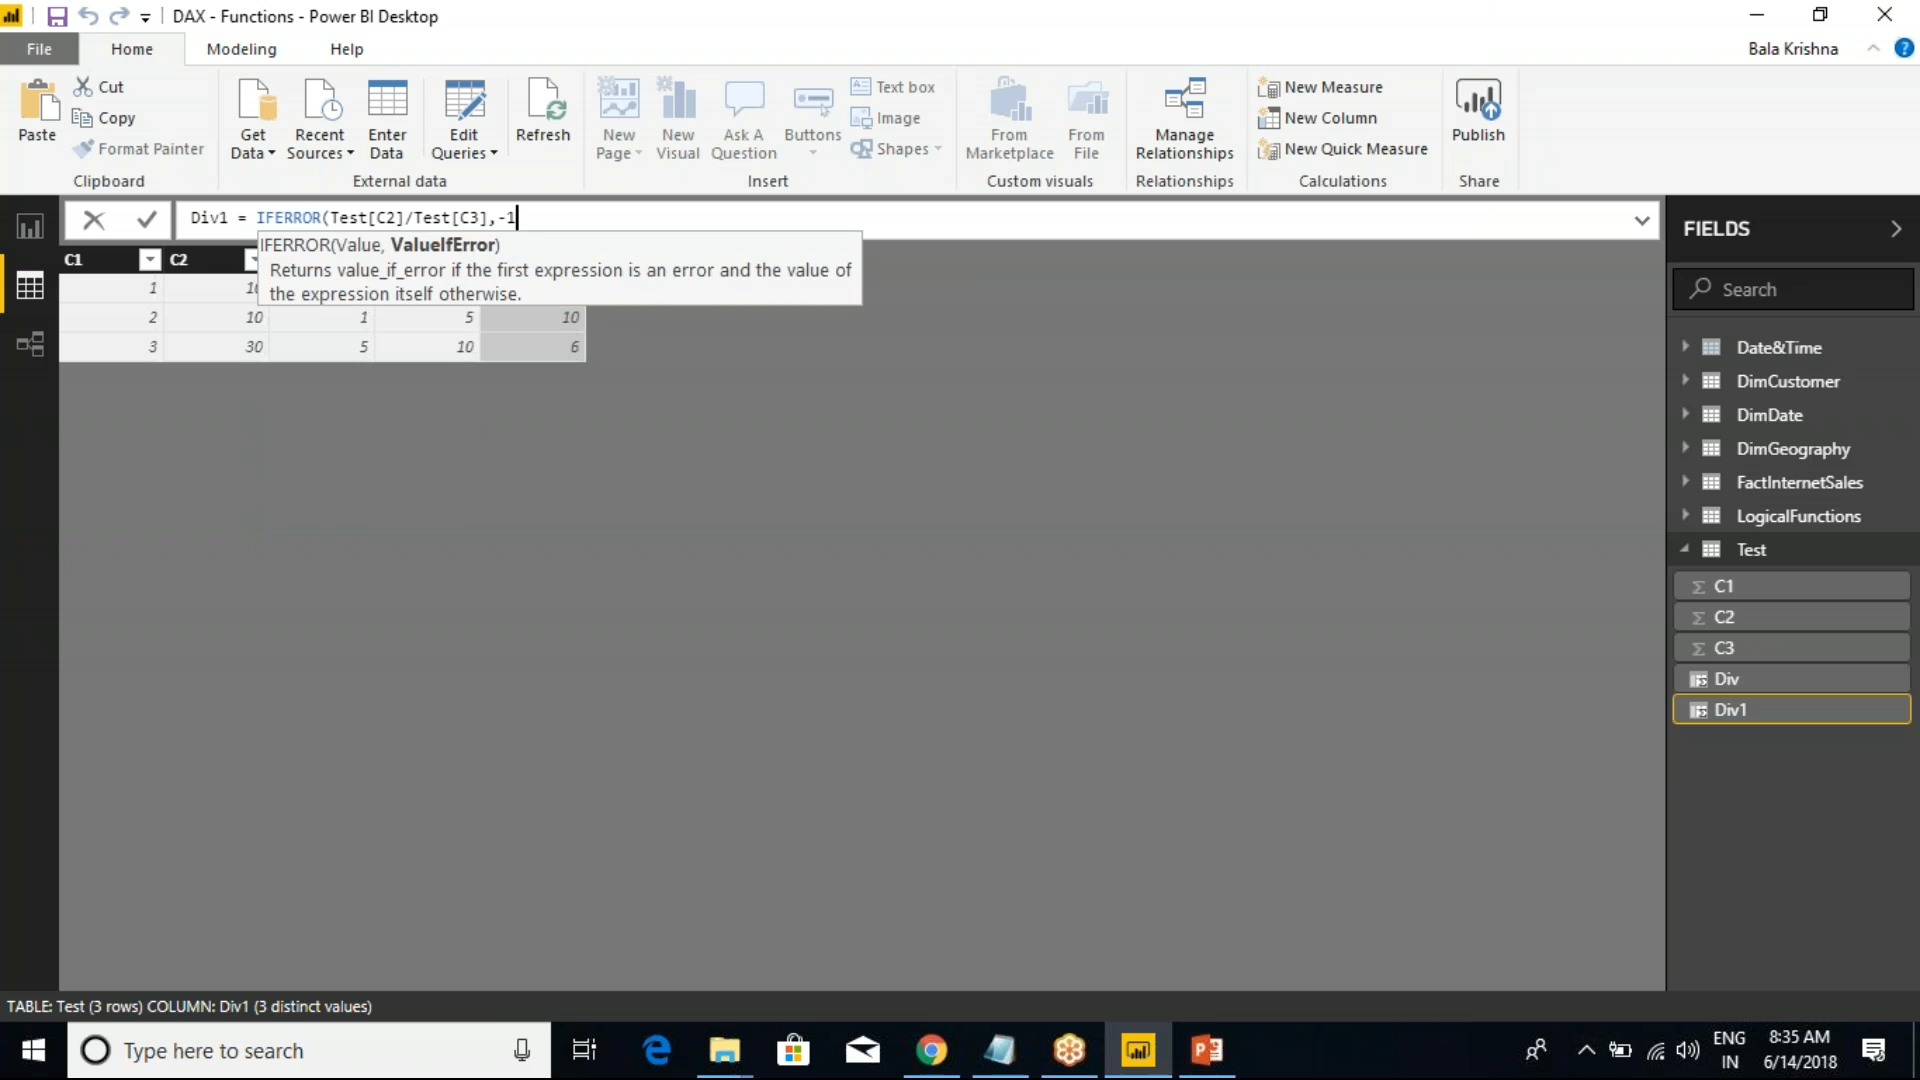 DAX - Functions - Power BI Desktop
File
Home
Modeling
Help
Bala Krishna
Paste
Cut
Copy
Format Painter
Clipboard
Get Data
Recent Sources
Enter Data
Edit Queries
Refresh
External data
New Page
New Visual
Ask A Question
Buttons
Text box
Image
Shapes
Insert
From Marketplace
From File
Custom visuals
Manage Relationships
Relationships
New Measure
New Column
New Quick Measure
Calculations
Publish
Share
Div1 = IFERROR(Test[C2]/Test[C3],-1
IFERROR(Value, ValueIfError)
Returns value_if_error if the first expression is an error and the value of
the expression itself otherwise.
C1 C2
1
2 10 1 5 10
3 30 5 10 6
FIELDS
Search
Date&Time
DimCustomer
DimDate
DimGeography
FactInternetSales
LogicalFunctions
Test
C1
C2
C3
Div
Div1
TABLE: Test (3 rows) COLUMN: Div1 (3 distinct values)
Type here to search
ENG
IN
8:35 AM
6/14/2018